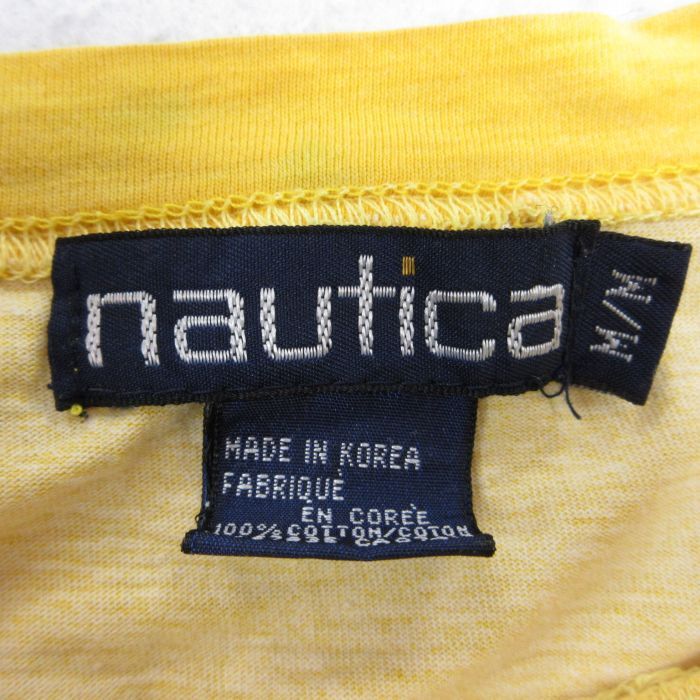 nautica
M/M
MADE IN KOREA
FABRIQUÉ
EN CORÉE
100% COTTON/COTON